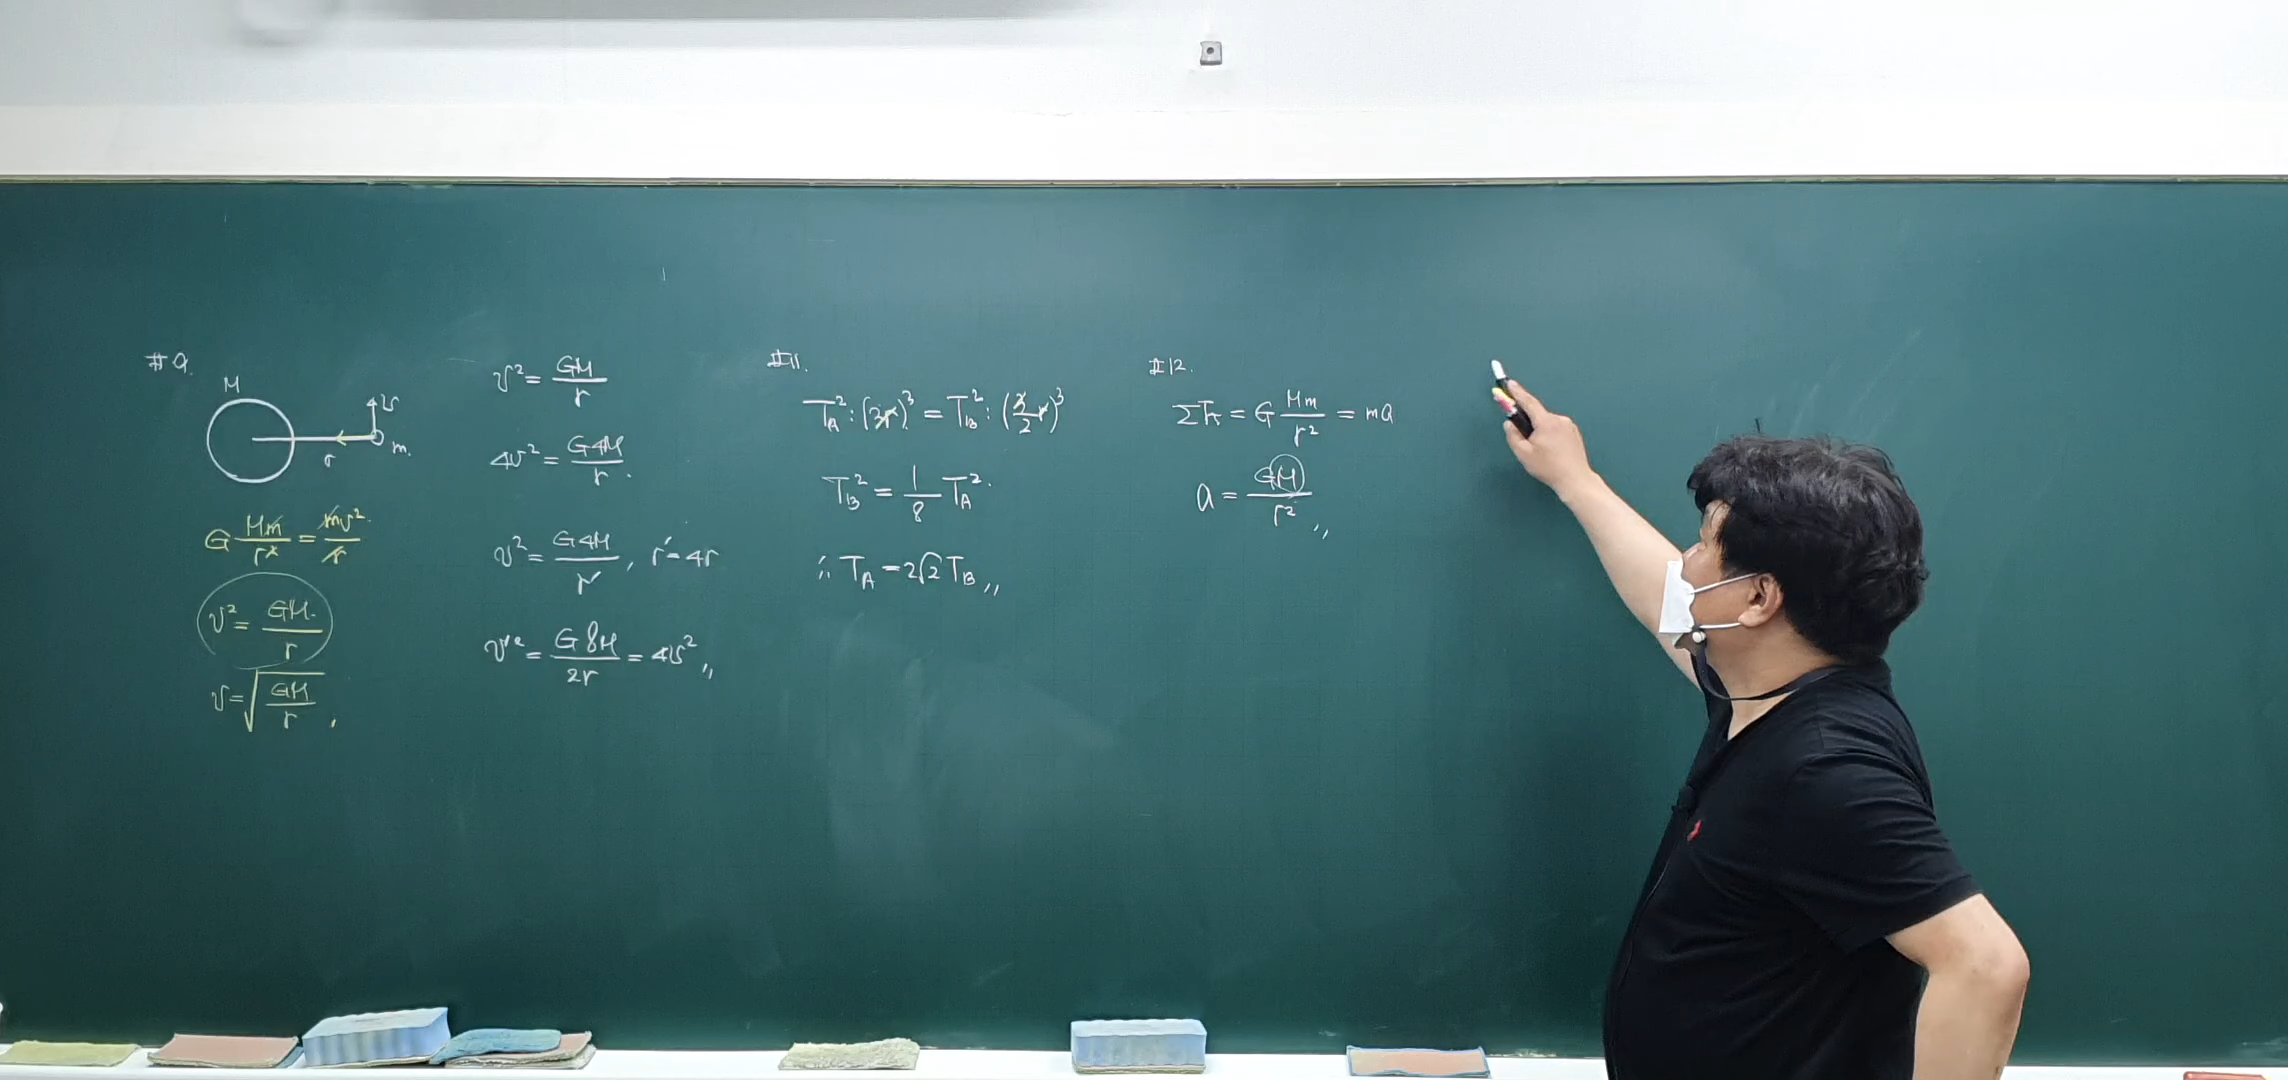 #9.
M
v
r
m.
G Mm/r² = mv²/r
v² = GM/r
v = √(GM/r)
v² = GM/r
4v² = G4M/r.
v² = G4M/r', r' = 4r
v'² = G8M/2r = 4v²〃
#11.
T_A² : (3r)³ = T_B² : (3/2 r)³
T_B² = 1/8 T_A².
∴ T_A = 2√2 T_B〃
#12.
ΣF = G Mm/r² = ma
a = GM/r²〃